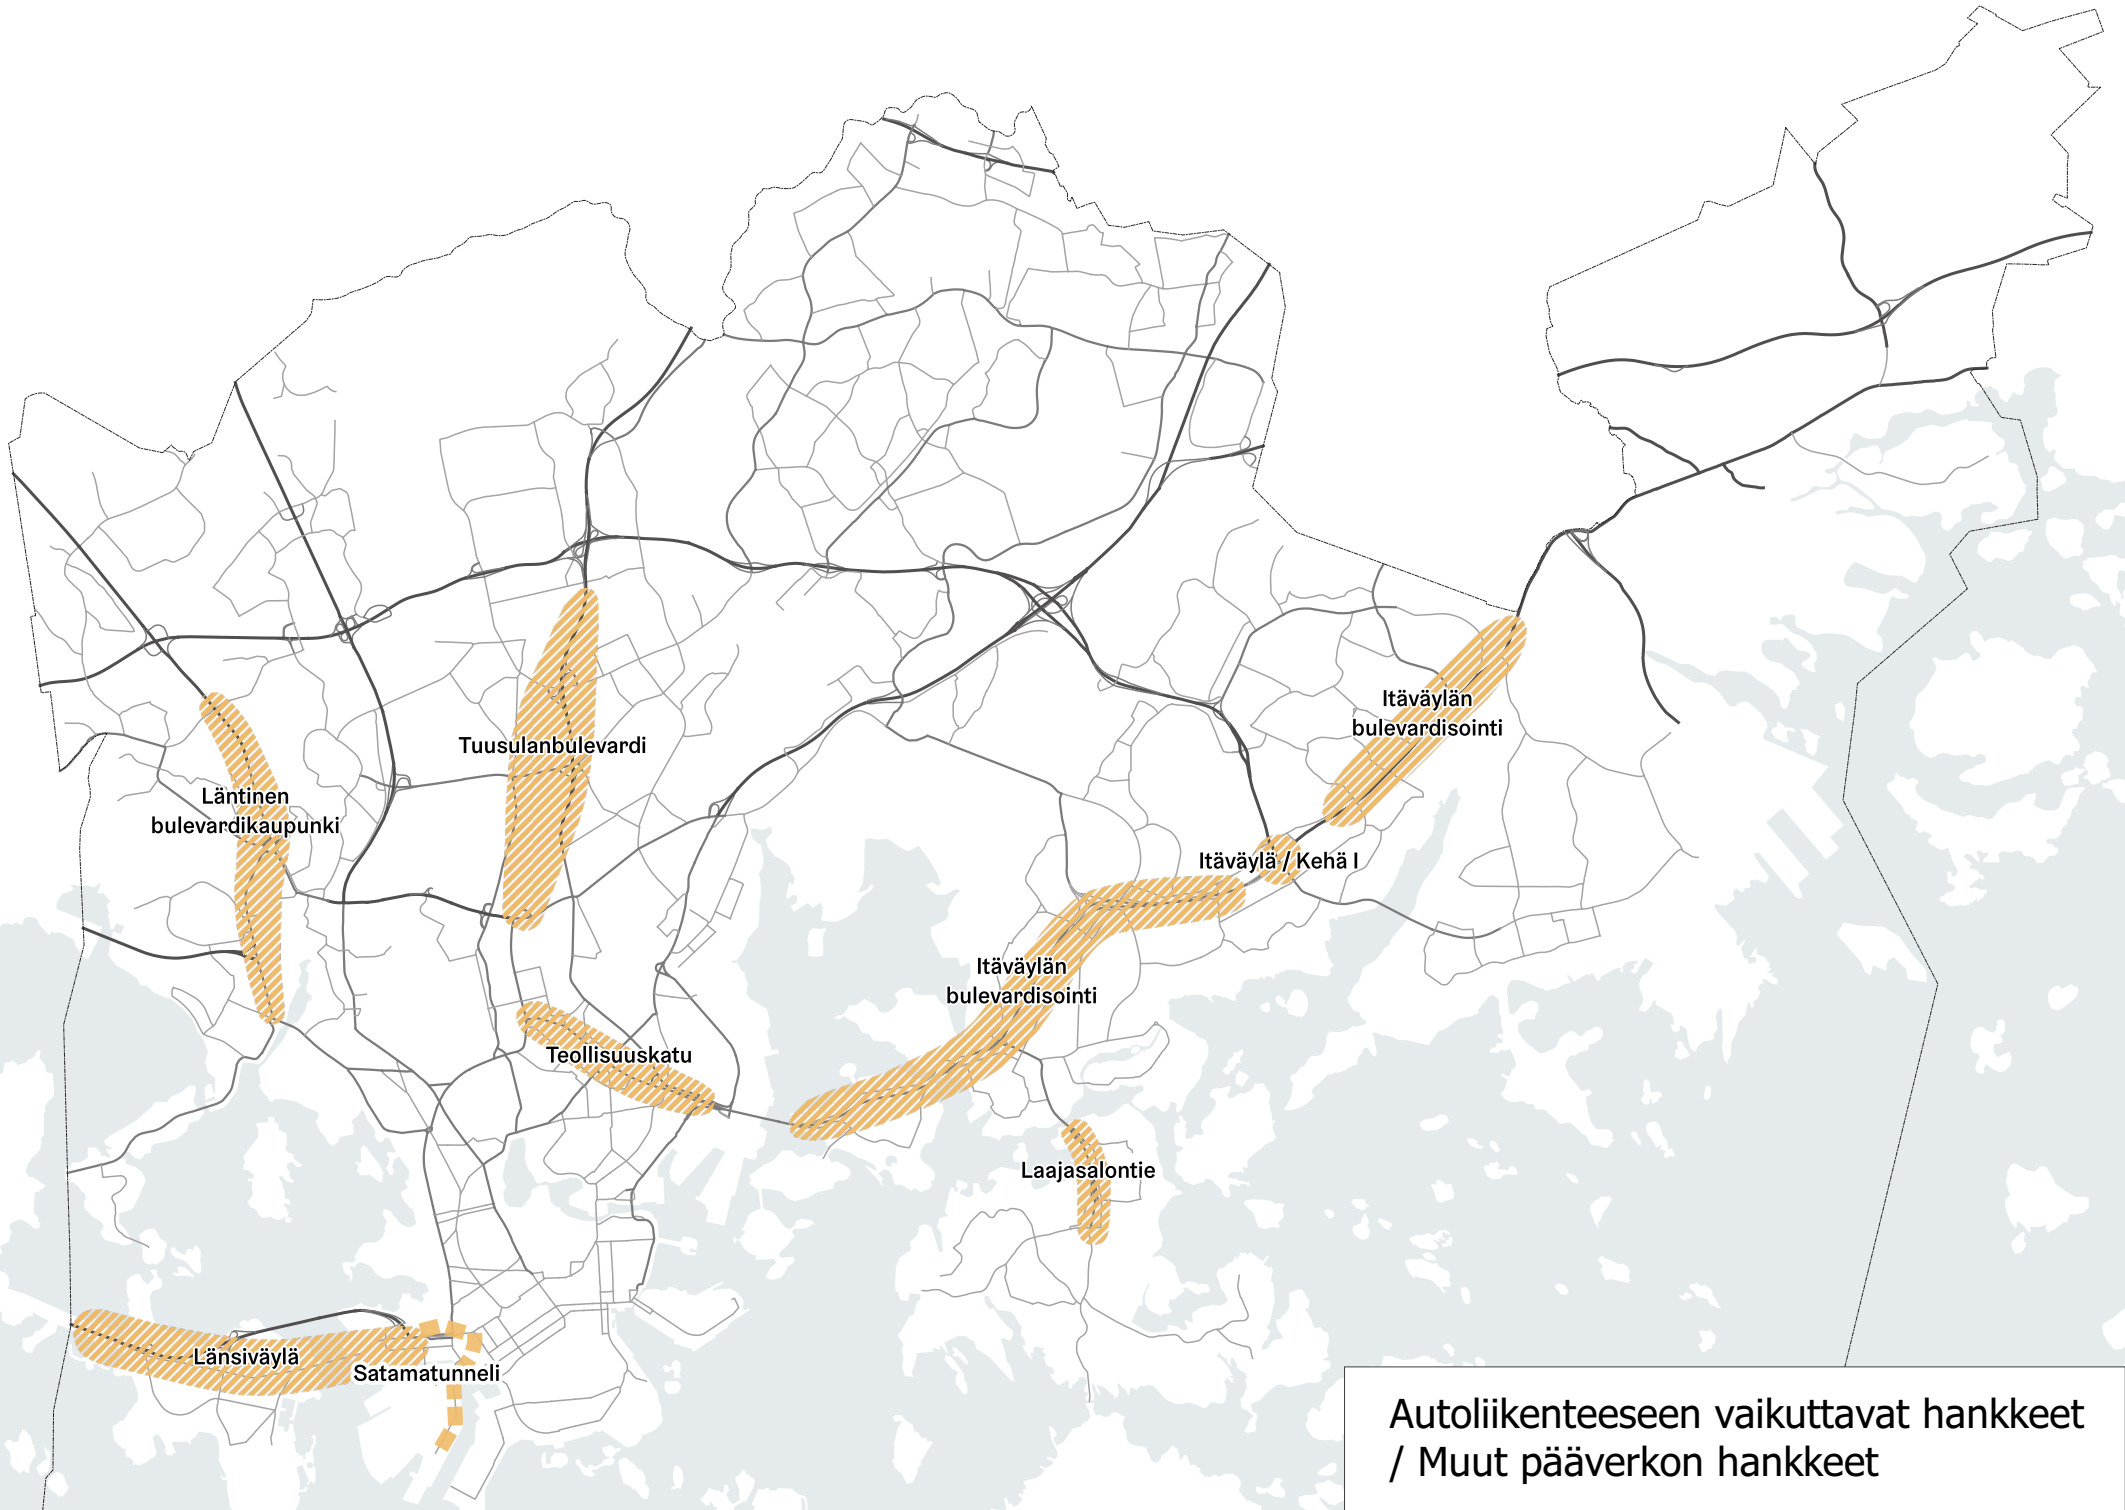 Itäväylän
bulevardisointi
Tuusulanbulevardi
Läntinen
bulevardikaupunki
Itäväylä / Kehä I
Itäväylän
bulevardisointi
Teollisuuskatu
Laajasalontie
Länsiväylä
Satamatunneli
Autoliikenteeseen vaikuttavat hankkeet
/ Muut pääverkon hankkeet